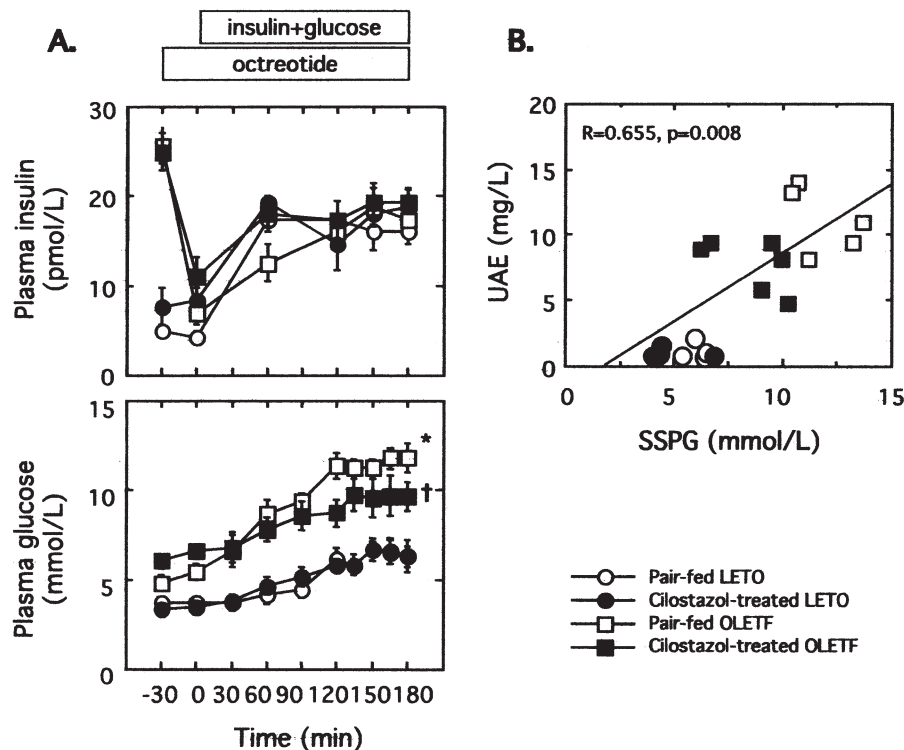 A.
insulin+glucose
octreotide
30
20
10
0
Plasma insulin
(pmol/L)
15
10
5
0
Plasma glucose
(mmol/L)
*
†
-30 0 30 60 90 120 150 180
Time (min)
B.
20
15
10
5
0
UAE (mg/L)
R=0.655, p=0.008
0 5 10 15
SSPG (mmol/L)
Pair-fed LETO
Cilostazol-treated LETO
Pair-fed OLETF
Cilostazol-treated OLETF